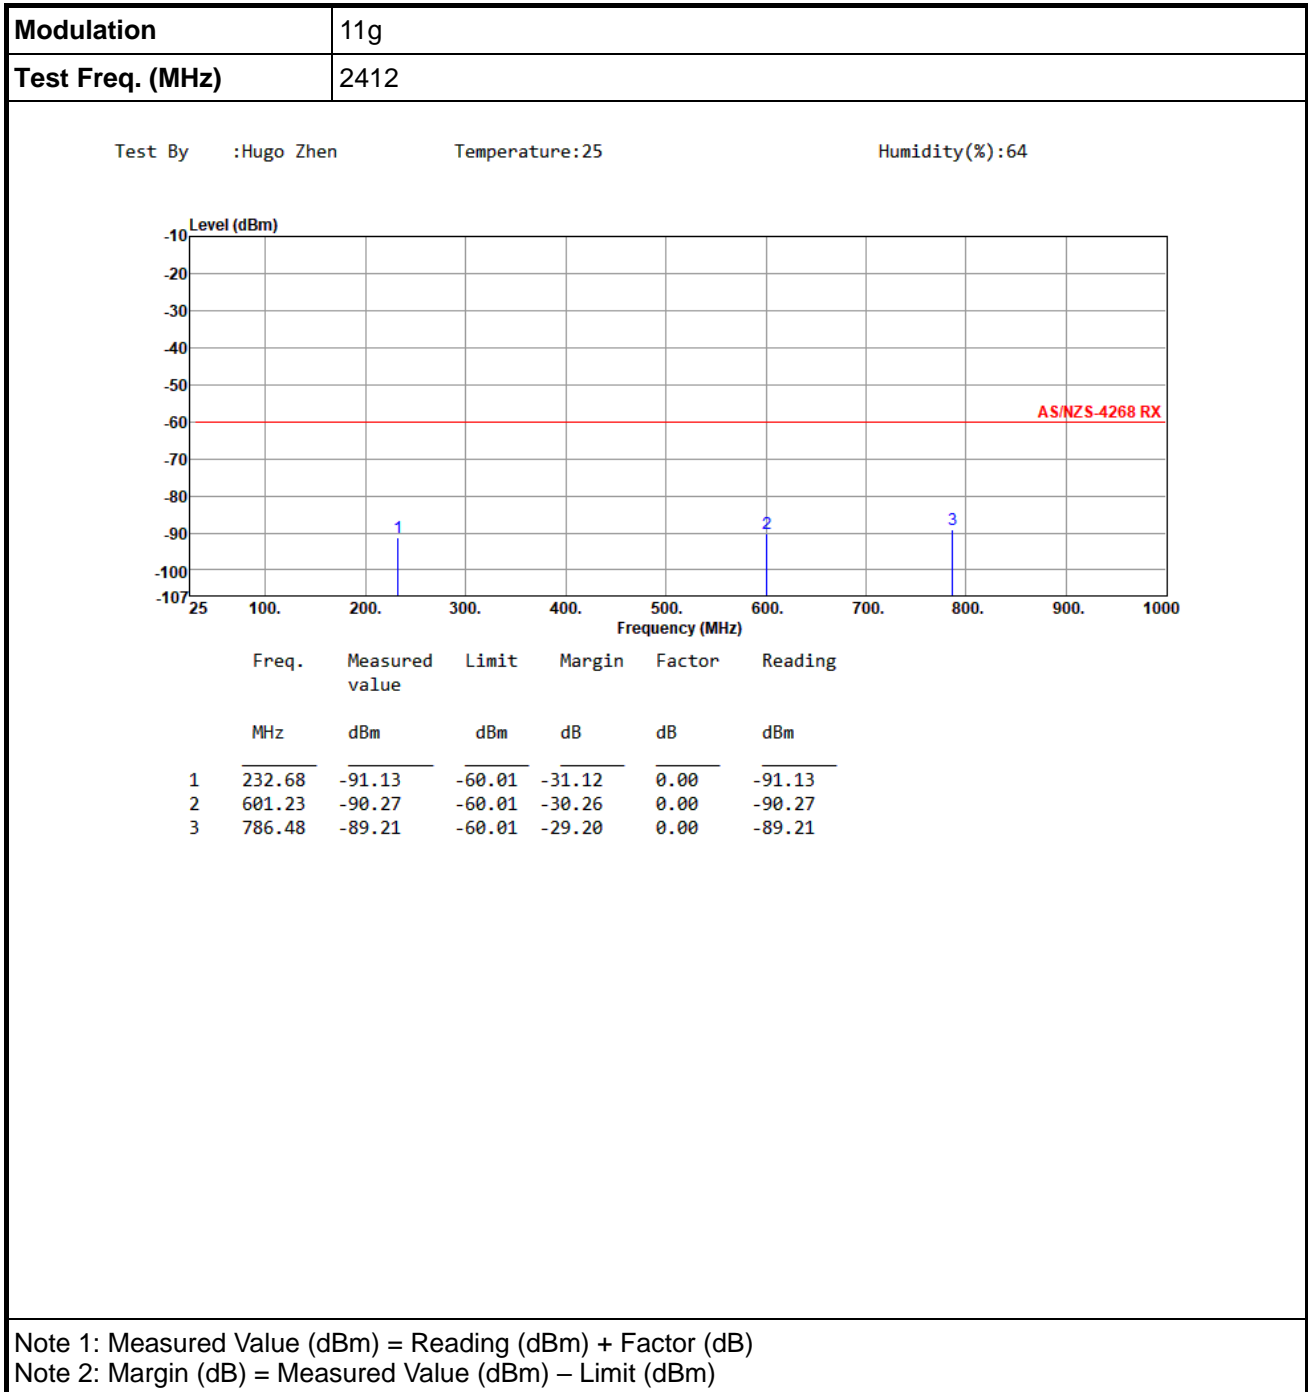 Modulation 11g
Test Freq. (MHz) 2412
Test By :Hugo Zhen Temperature:25 Humidity(%):64
Level (dBm)
-10
-20
-30
-40
-50
AS/NZS-4268 RX
-60
-70
-80
1 2 3
-90
-100
-107
25 100. 200. 300. 400. 500. 600. 700. 800. 900. 1000
Frequency (MHz)
Freq. Measured Limit Margin Factor Reading
value
MHz dBm dBm dB dB dBm
1 232.68 -91.13 -60.01 -31.12 0.00 -91.13
2 601.23 -90.27 -60.01 -30.26 0.00 -90.27
3 786.48 -89.21 -60.01 -29.20 0.00 -89.21
Note 1: Measured Value (dBm) = Reading (dBm) + Factor (dB)
Note 2: Margin (dB) = Measured Value (dBm) – Limit (dBm)